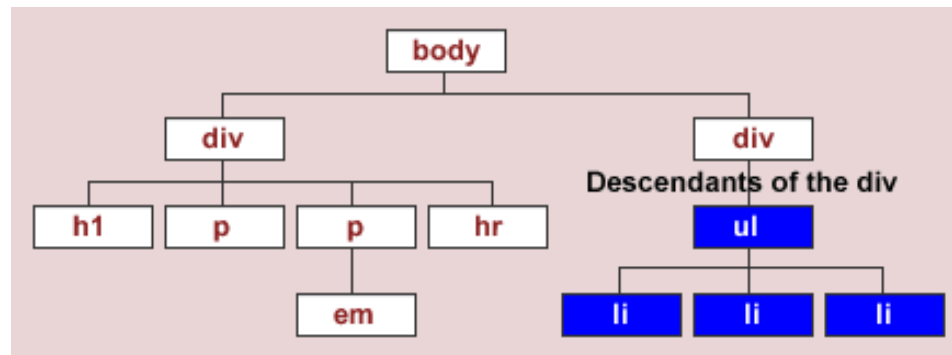 body
div div
Descendants of the div
h1 p p hr ul
em li li li